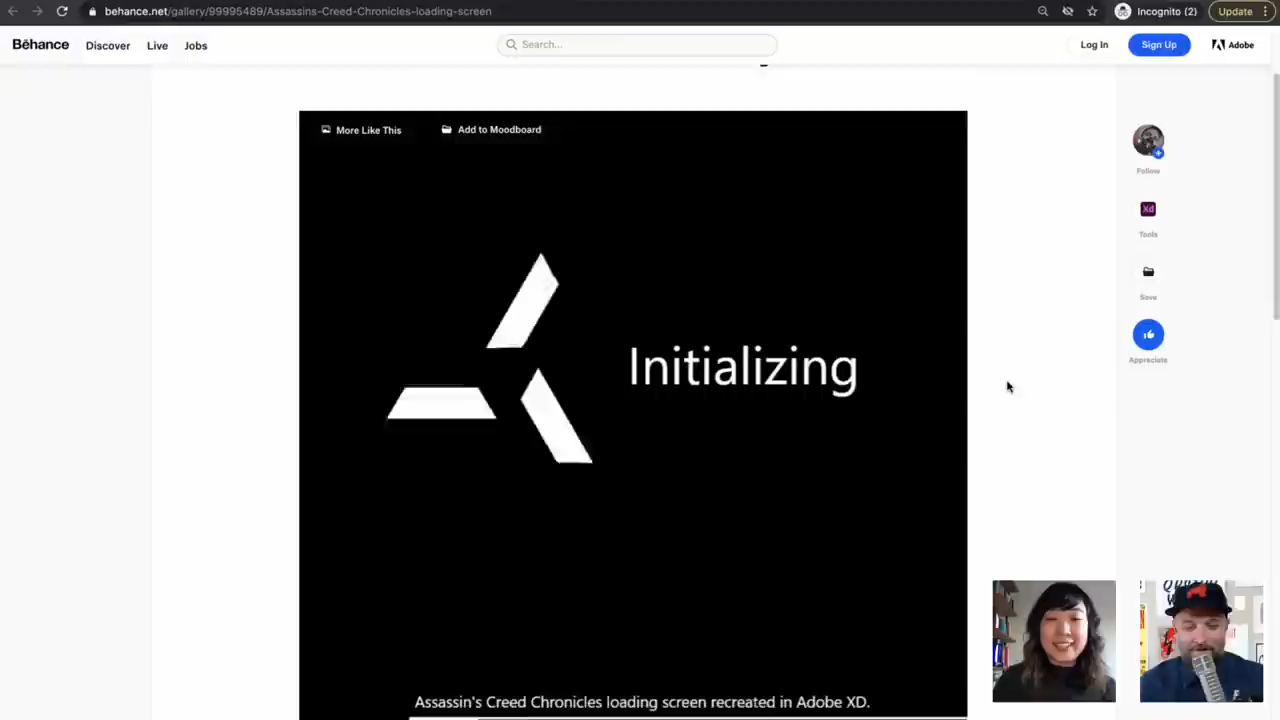 behance.net/gallery/99995489/Assassins-Creed-Chronicles-loading-screen
Incognito (2)
Update
Bēhance
Discover
Live
Jobs
Search...
Log In
Sign Up
Adobe
More Like This
Add to Moodboard
Follow
Xd
Tools
Save
Appreciate
Initializing
Assassin's Creed Chronicles loading screen recreated in Adobe XD.